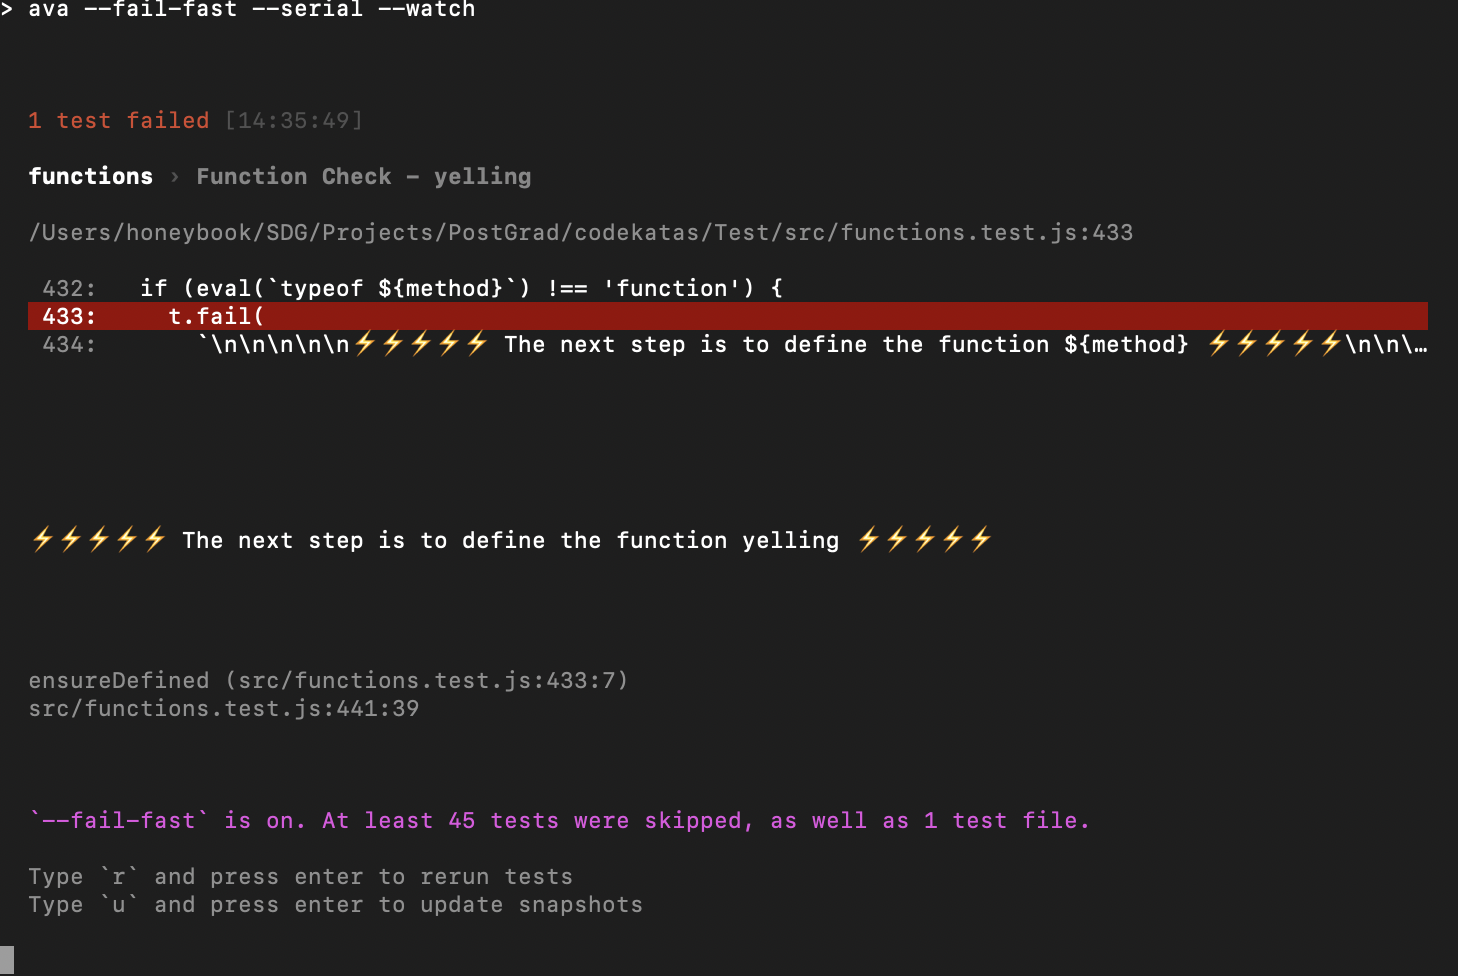 > ava --fail-fast --serial --watch
1 test failed [14:35:49]
functions › Function Check - yelling
/Users/honeybook/SDG/Projects/PostGrad/codekatas/Test/src/functions.test.js:433
432:   if (eval(`typeof ${method}`) !== 'function') {
433:     t.fail(
434:       `\n\n\n\n\n⚡⚡⚡⚡⚡ The next step is to define the function ${method} ⚡⚡⚡⚡⚡\n\n\…
⚡⚡⚡⚡⚡ The next step is to define the function yelling ⚡⚡⚡⚡⚡
ensureDefined (src/functions.test.js:433:7)
src/functions.test.js:441:39
`--fail-fast` is on. At least 45 tests were skipped, as well as 1 test file.
Type `r` and press enter to rerun tests
Type `u` and press enter to update snapshots